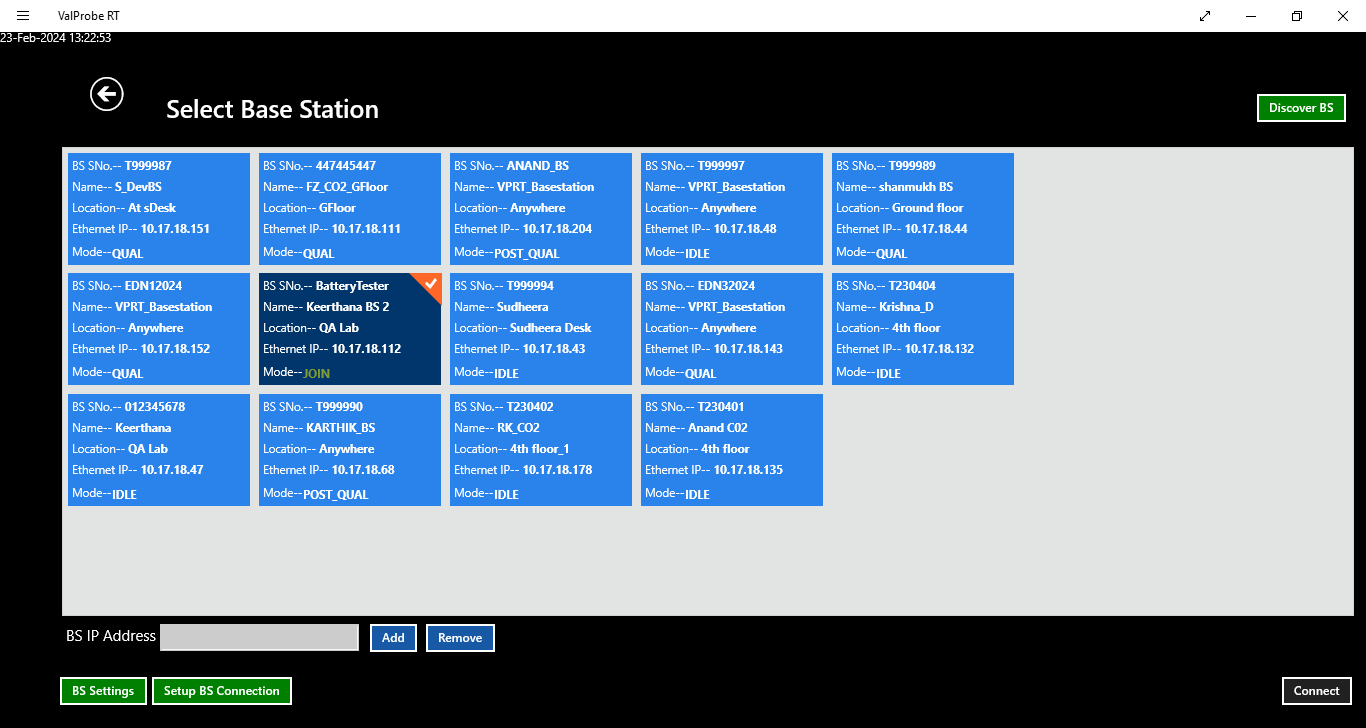 ValProbe RT
23-Feb-2024 13:22:53
Select Base Station
Discover BS
BS SNo.-- T999987
Name-- S_DevBS
Location-- At sDesk
Ethernet IP-- 10.17.18.151
Mode--QUAL
BS SNo.-- 447445447
Name-- FZ_CO2_GFloor
Location-- GFloor
Ethernet IP-- 10.17.18.111
Mode--QUAL
BS SNo.-- ANAND_BS
Name-- VPRT_Basestation
Location-- Anywhere
Ethernet IP-- 10.17.18.204
Mode--POST_QUAL
BS SNo.-- T999997
Name-- VPRT_Basestation
Location-- Anywhere
Ethernet IP-- 10.17.18.48
Mode--IDLE
BS SNo.-- T999989
Name-- shanmukh BS
Location-- Ground floor
Ethernet IP-- 10.17.18.44
Mode--QUAL
BS SNo.-- EDN12024
Name-- VPRT_Basestation
Location-- Anywhere
Ethernet IP-- 10.17.18.152
Mode--QUAL
BS SNo.-- BatteryTester
Name-- Keerthana BS 2
Location-- QA Lab
Ethernet IP-- 10.17.18.112
Mode--JOIN
BS SNo.-- T999994
Name-- Sudheera
Location-- Sudheera Desk
Ethernet IP-- 10.17.18.43
Mode--IDLE
BS SNo.-- EDN32024
Name-- VPRT_Basestation
Location-- Anywhere
Ethernet IP-- 10.17.18.143
Mode--QUAL
BS SNo.-- T230404
Name-- Krishna_D
Location-- 4th floor
Ethernet IP-- 10.17.18.132
Mode--IDLE
BS SNo.-- 012345678
Name-- Keerthana
Location-- QA Lab
Ethernet IP-- 10.17.18.47
Mode--IDLE
BS SNo.-- T999990
Name-- KARTHIK_BS
Location-- Anywhere
Ethernet IP-- 10.17.18.68
Mode--POST_QUAL
BS SNo.-- T230402
Name-- RK_CO2
Location-- 4th floor_1
Ethernet IP-- 10.17.18.178
Mode--IDLE
BS SNo.-- T230401
Name-- Anand C02
Location-- 4th floor
Ethernet IP-- 10.17.18.135
Mode--IDLE
BS IP Address
Add
Remove
BS Settings
Setup BS Connection
Connect